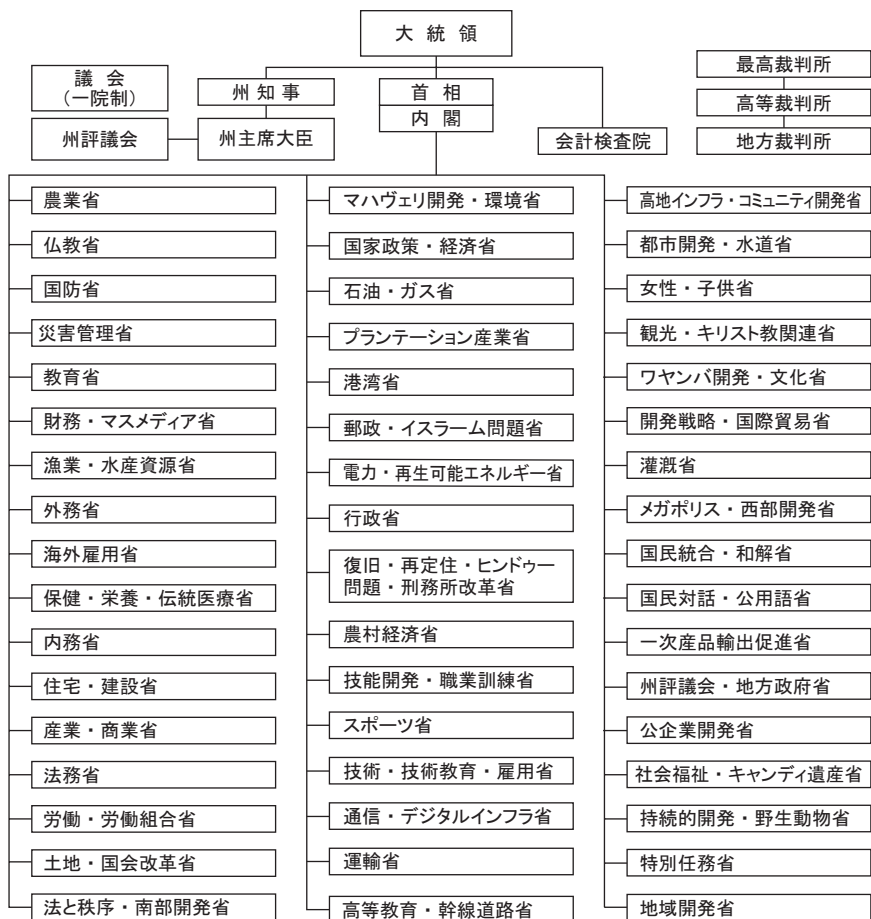 大統領
議会
(一院制)
州知事
首相
内閣
最高裁判所
高等裁判所
地方裁判所
州評議会
州主席大臣
会計検査院
農業省
仏教省
国防省
災害管理省
教育省
財務・マスメディア省
漁業・水産資源省
外務省
海外雇用省
保健・栄養・伝統医療省
内務省
住宅・建設省
産業・商業省
法務省
労働・労働組合省
土地・国会改革省
法と秩序・南部開発省
マハヴェリ開発・環境省
国家政策・経済省
石油・ガス省
プランテーション産業省
港湾省
郵政・イスラーム問題省
電力・再生可能エネルギー省
行政省
復旧・再定住・ヒンドゥー
問題・刑務所改革省
農村経済省
技能開発・職業訓練省
スポーツ省
技術・技術教育・雇用省
通信・デジタルインフラ省
運輸省
高等教育・幹線道路省
高地インフラ・コミュニティ開発省
都市開発・水道省
女性・子供省
観光・キリスト教関連省
ワヤンバ開発・文化省
開発戦略・国際貿易省
灌漑省
メガポリス・西部開発省
国民統合・和解省
国民対話・公用語省
一次産品輸出促進省
州評議会・地方政府省
公企業開発省
社会福祉・キャンディ遺産省
持続的開発・野生動物省
特別任務省
地域開発省